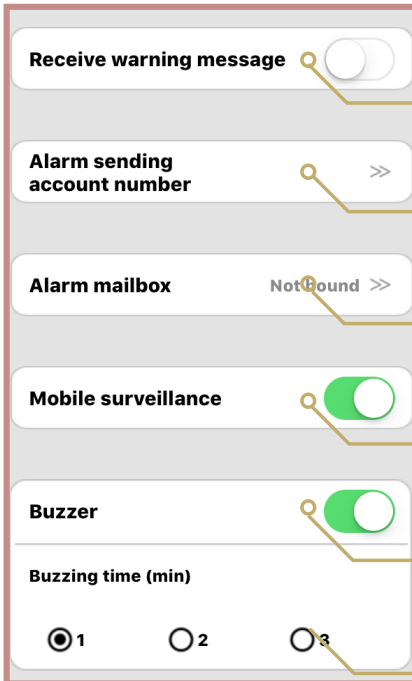 Receive warning message
Alarm sending
account number
Alarm mailbox
Not bound
Mobile surveillance
Buzzer
Buzzing time (min)
1 2 3